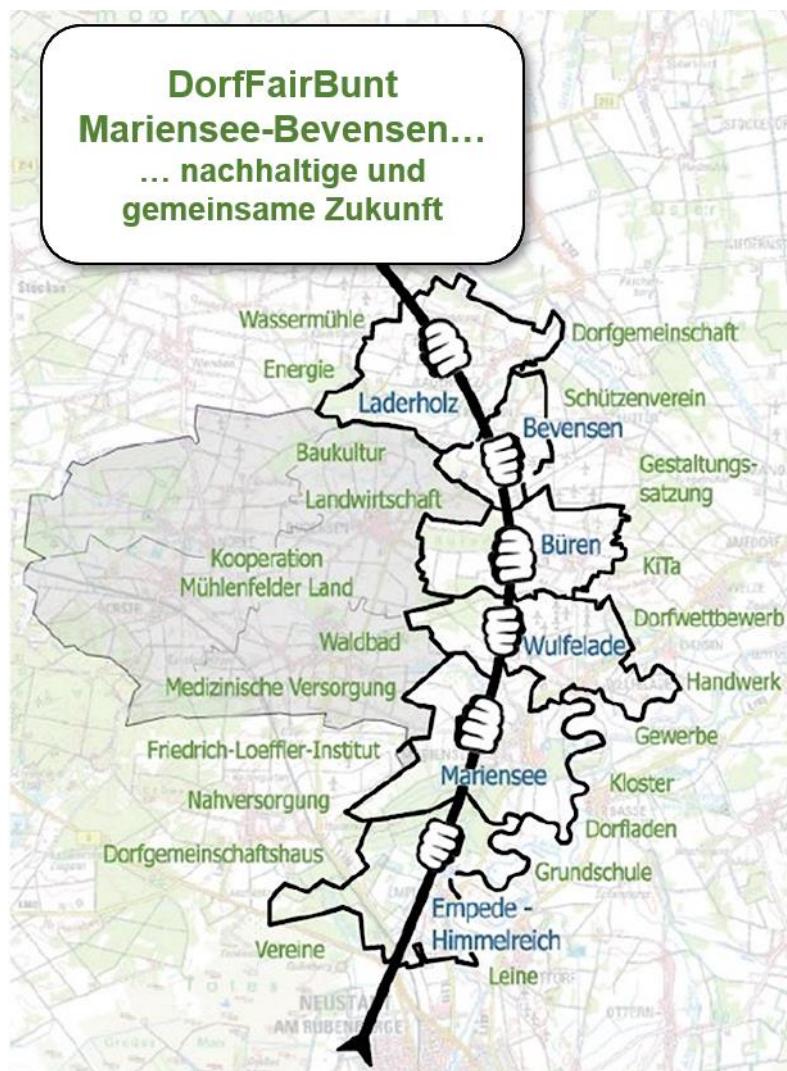 DorfFairBunt
Mariensee-Bevensen...
... nachhaltige und
gemeinsame Zukunft
Wassermühle
Dorfgemeinschaft
Energie
Laderholz
Schützenverein
Bevensen
Baukultur
Gestaltungs-
satzung
Landwirtschaft
Büren
Kooperation
Mühlenfelder Land
KiTa
Dorfwettbewerb
Waldbad
Wulfelade
Medizinische Versorgung
Handwerk
Friedrich-Loeffler-Institut
Gewerbe
Mariensee
Kloster
Nahversorgung
Dorfladen
Dorfgemeinschaftshaus
Grundschule
Empede -
Himmelreich
Vereine
Leine
NEUSTADT
AM RÜBENBERGE